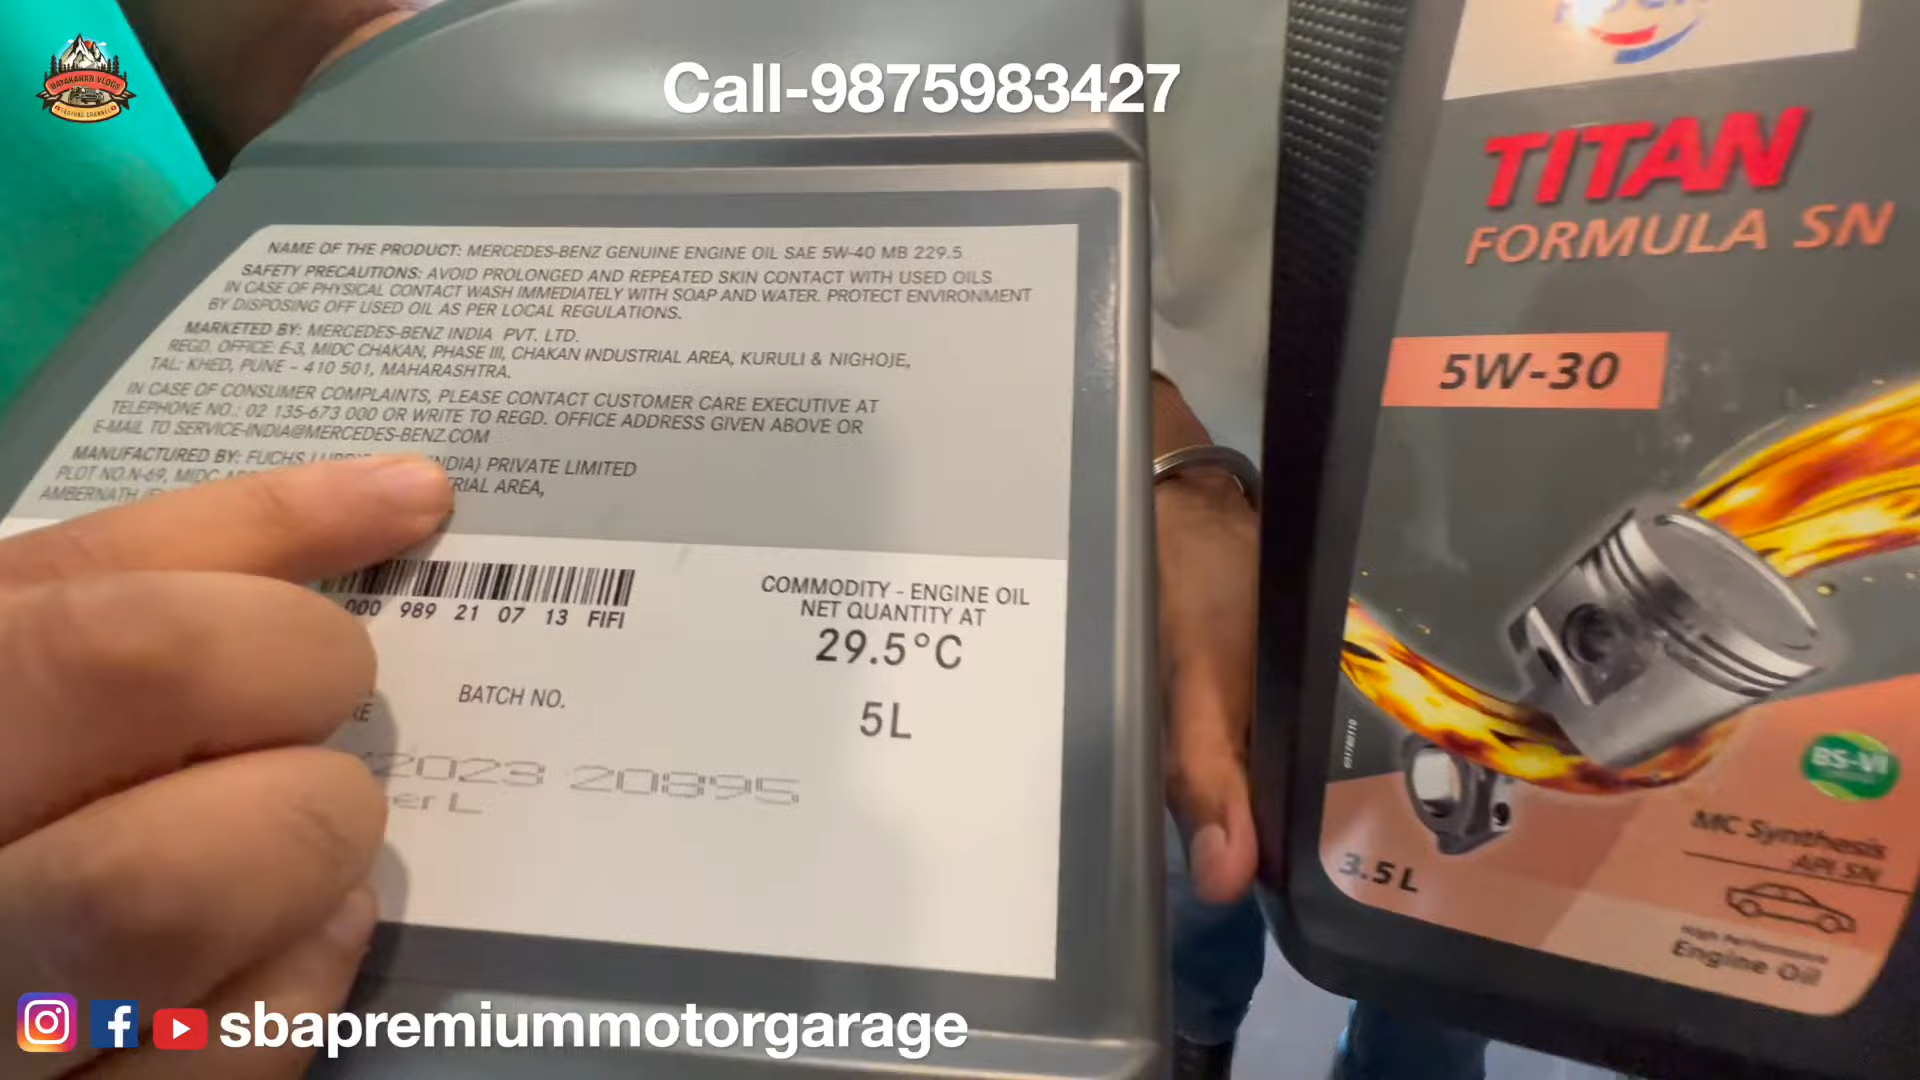 Call-9875983427
BATAKAHAN VLOGS
NAME OF THE PRODUCT: MERCEDES-BENZ GENUINE ENGINE OIL SAE 5W-40 MB 229.5
SAFETY PRECAUTIONS: AVOID PROLONGED AND REPEATED SKIN CONTACT WITH USED OILS
IN CASE OF PHYSICAL CONTACT WASH IMMEDIATELY WITH SOAP AND WATER. PROTECT ENVIRONMENT
BY DISPOSING OFF USED OIL AS PER LOCAL REGULATIONS.
MARKETED BY: MERCEDES-BENZ INDIA PVT. LTD.
REGD. OFFICE: E-3, MIDC CHAKAN, PHASE III, CHAKAN INDUSTRIAL AREA, KURULI & NIGHOJE,
TAL: KHED, PUNE – 410 501, MAHARASHTRA.
IN CASE OF CONSUMER COMPLAINTS, PLEASE CONTACT CUSTOMER CARE EXECUTIVE AT
TELEPHONE NO.: 02 135-673 000 OR WRITE TO REGD. OFFICE ADDRESS GIVEN ABOVE OR
E-MAIL TO SERVICE-INDIA@MERCEDES-BENZ.COM
MANUFACTURED BY: FUCHS PRIVATE LIMITED
PLOT NO.N-69, MIDC AREA,
AMBERNATH
000 989 21 07 13 FIFI
COMMODITY - ENGINE OIL
NET QUANTITY AT
29.5°C
5L
BATCH NO.
2023 20895
er L
TITAN
FORMULA SN
5W-30
BS-VI
MC Synthesis
API SN
3.5 L
High Performance
Engine Oil
sbapremiummotorgarage